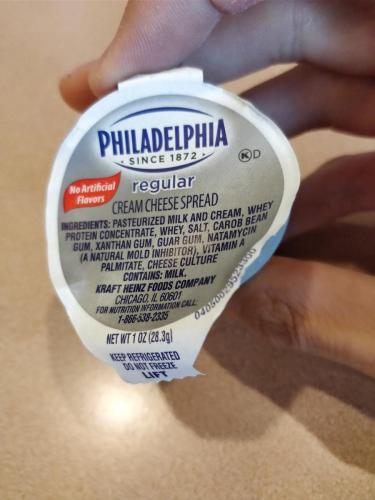 PHILADELPHIA
• SINCE 1872 •
K D
No Artificial
Flavors
regular
CREAM CHEESE SPREAD
INGREDIENTS: PASTEURIZED MILK AND CREAM, WHEY
PROTEIN CONCENTRATE, WHEY, SALT, CAROB BEAN
GUM, XANTHAN GUM, GUAR GUM, NATAMYCIN
(A NATURAL MOLD INHIBITOR), VITAMIN A
PALMITATE, CHEESE CULTURE
CONTAINS: MILK.
KRAFT HEINZ FOODS COMPANY
CHICAGO, IL 60601
FOR NUTRITION INFORMATION CALL:
1-866-538-2335
NET WT 1 OZ (28.3g)
KEEP REFRIGERATED
DO NOT FREEZE
LIFT